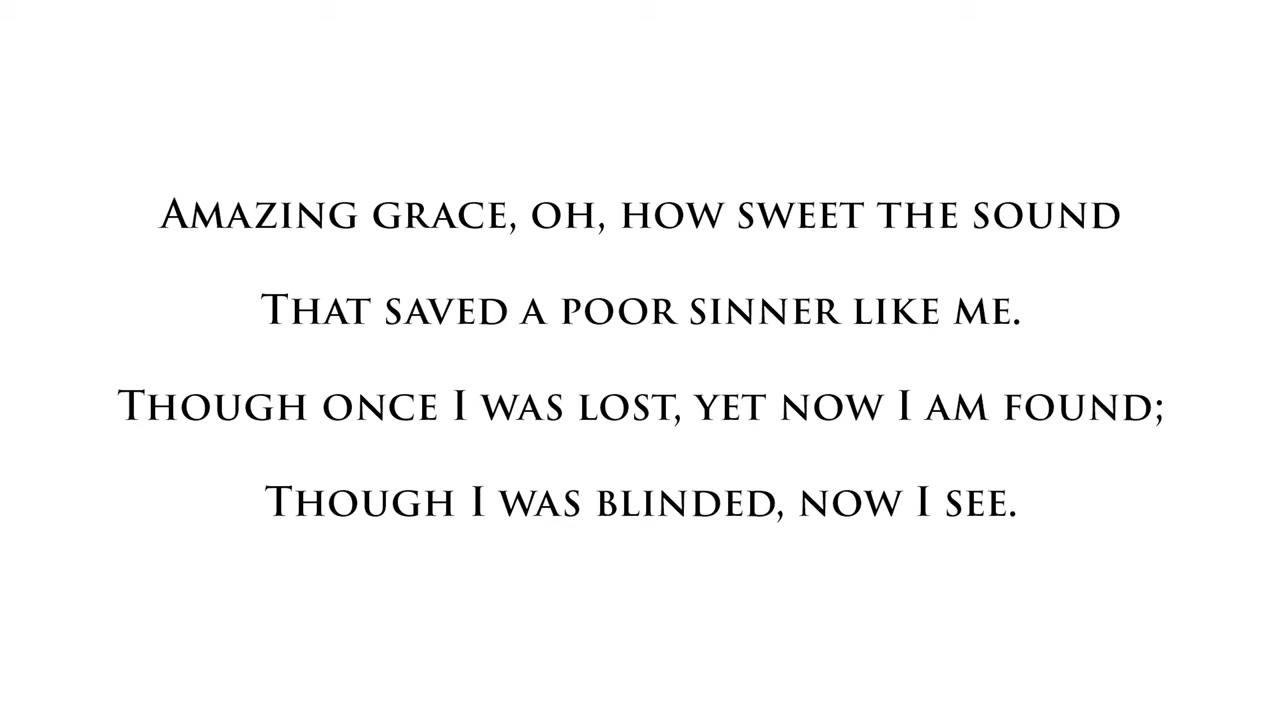 Amazing grace, oh, how sweet the sound
That saved a poor sinner like me.
Though once I was lost, yet now I am found;
Though I was blinded, now I see.